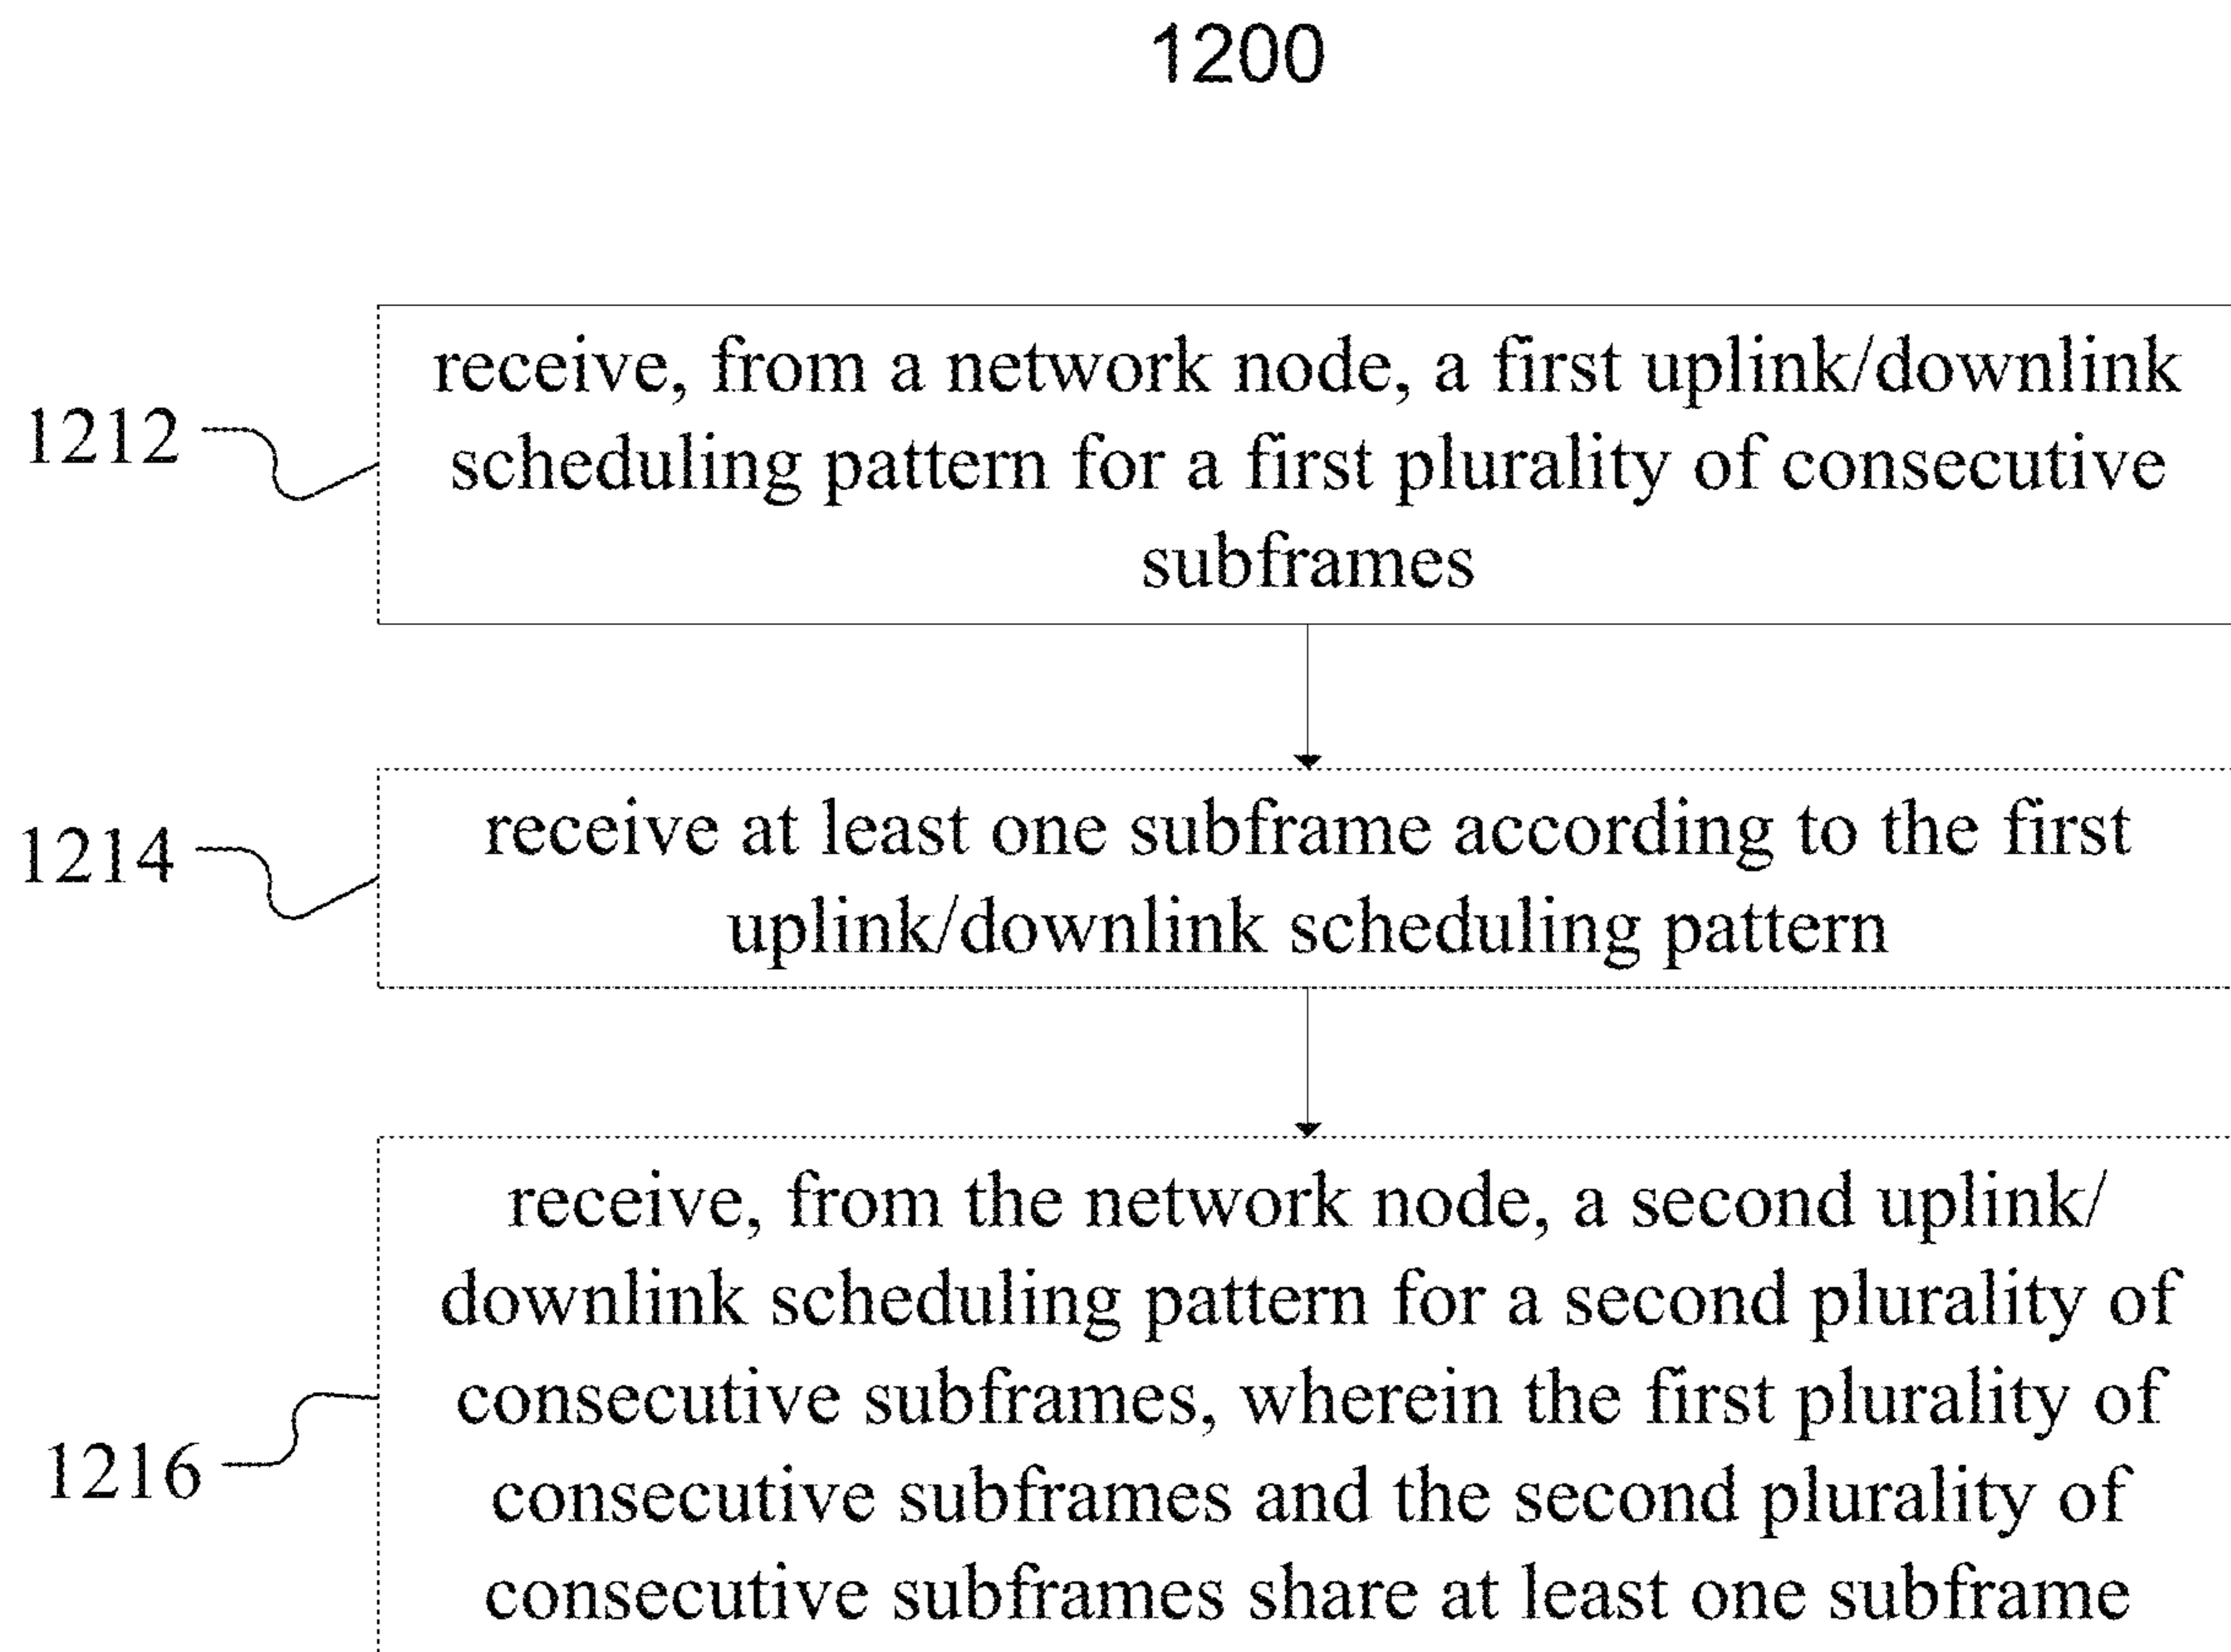 1200
1212
receive, from a network node, a first uplink/downlink
scheduling pattern for a first plurality of consecutive
subframes
1214
receive at least one subframe according to the first
uplink/downlink scheduling pattern
1216
receive, from the network node, a second uplink/
downlink scheduling pattern for a second plurality of
consecutive subframes, wherein the first plurality of
consecutive subframes and the second plurality of
consecutive subframes share at least one subframe